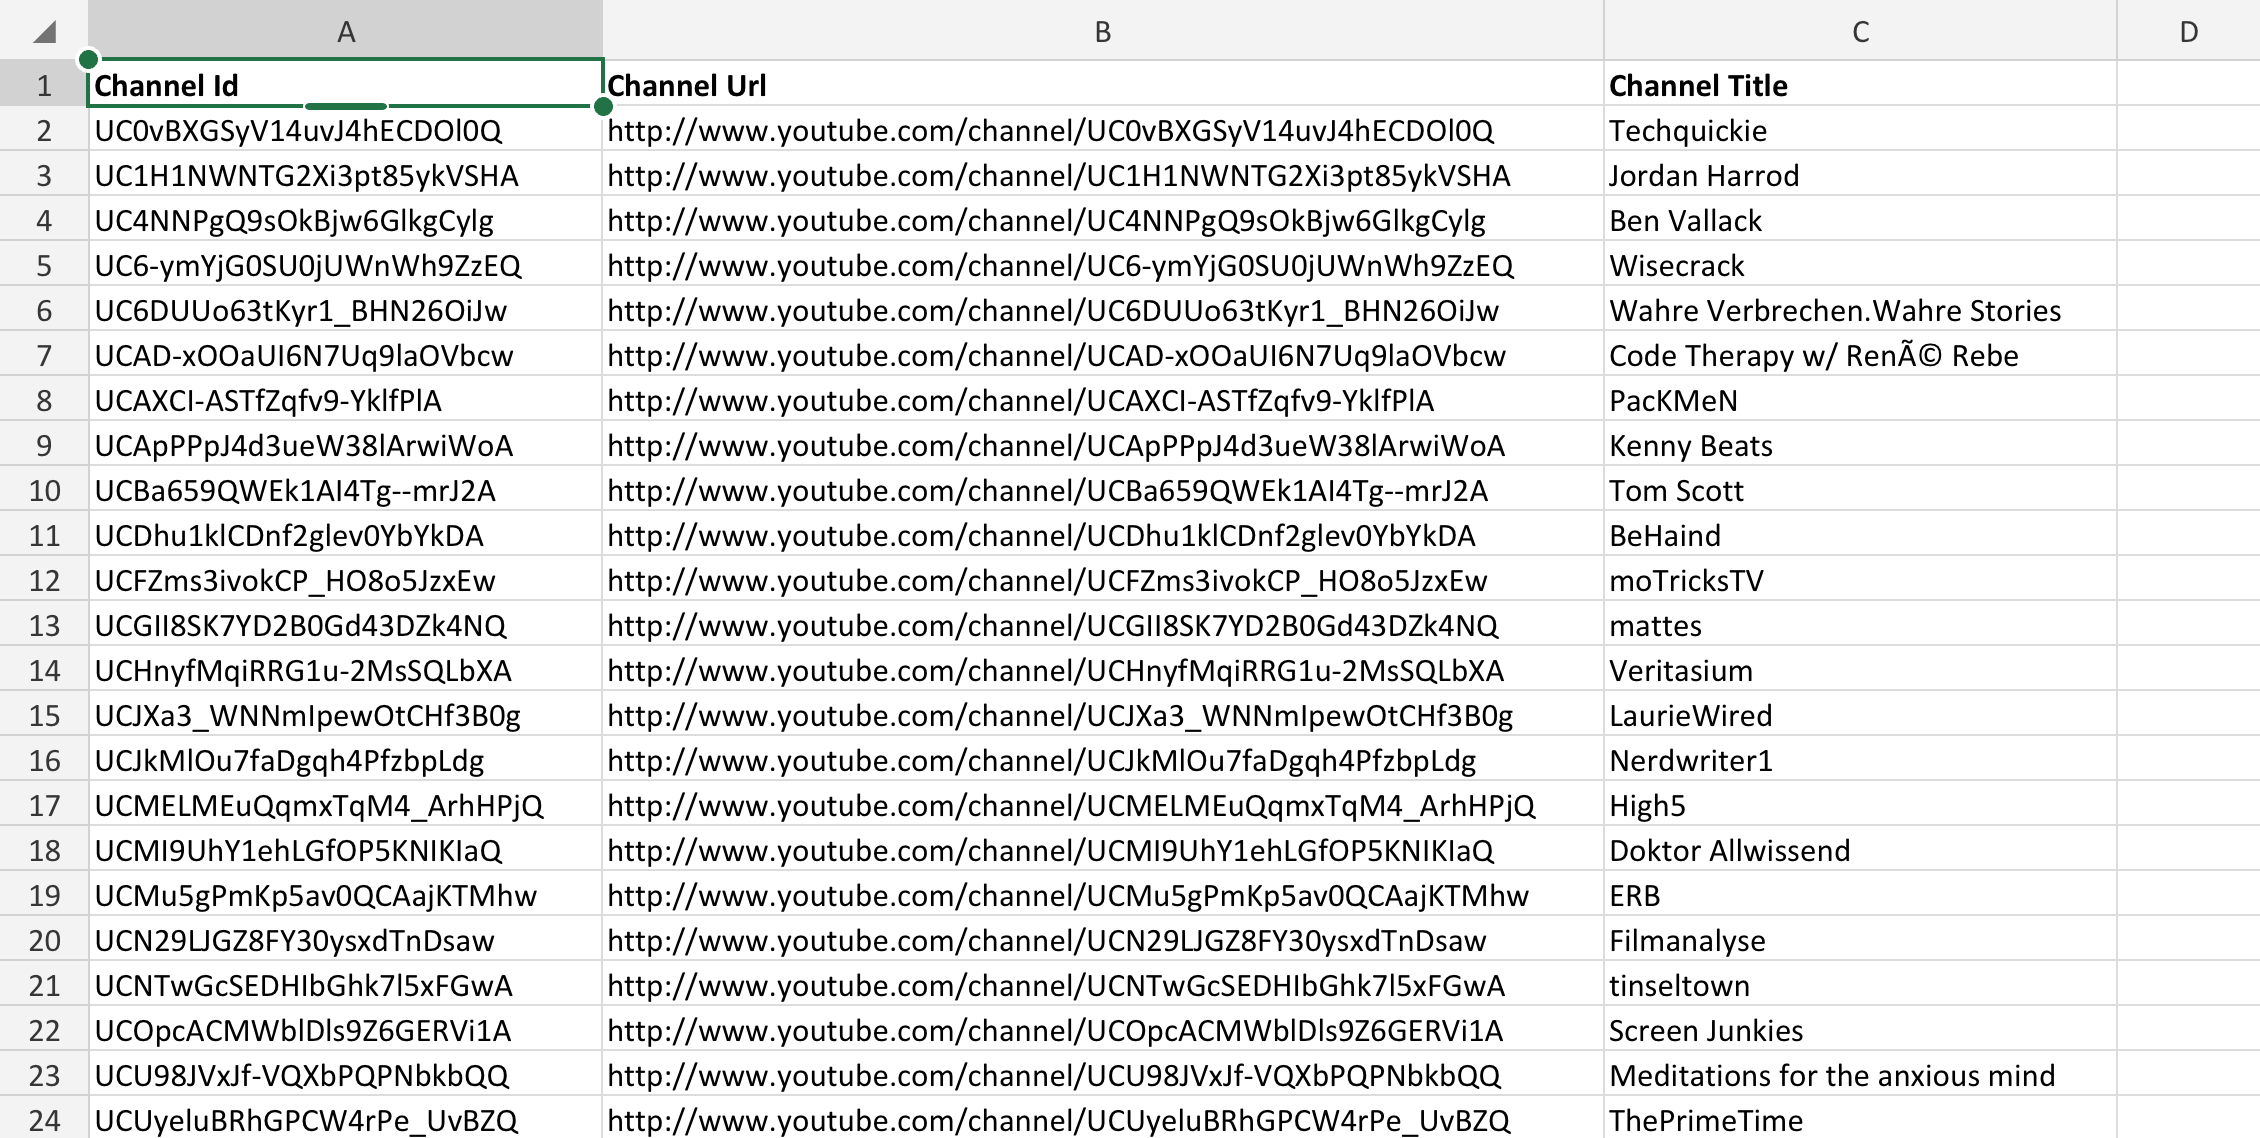 A B C D
1 Channel Id Channel Url Channel Title
2 UC0vBXGSyV14uvJ4hECDOl0Q http://www.youtube.com/channel/UC0vBXGSyV14uvJ4hECDOl0Q Techquickie
3 UC1H1NWNTG2Xi3pt85ykVSHA http://www.youtube.com/channel/UC1H1NWNTG2Xi3pt85ykVSHA Jordan Harrod
4 UC4NNPgQ9sOkBjw6GlkgCylg http://www.youtube.com/channel/UC4NNPgQ9sOkBjw6GlkgCylg Ben Vallack
5 UC6-ymYjG0SU0jUWnWh9ZzEQ http://www.youtube.com/channel/UC6-ymYjG0SU0jUWnWh9ZzEQ Wisecrack
6 UC6DUUo63tKyr1_BHN26OiJw http://www.youtube.com/channel/UC6DUUo63tKyr1_BHN26OiJw Wahre Verbrechen.Wahre Stories
7 UCAD-xOOaUI6N7Uq9laOVbcw http://www.youtube.com/channel/UCAD-xOOaUI6N7Uq9laOVbcw Code Therapy w/ RenÃ© Rebe
8 UCAXCI-ASTfZqfv9-YklfPlA http://www.youtube.com/channel/UCAXCI-ASTfZqfv9-YklfPlA PacKMeN
9 UCApPPpJ4d3ueW38lArwiWoA http://www.youtube.com/channel/UCApPPpJ4d3ueW38lArwiWoA Kenny Beats
10 UCBa659QWEk1AI4Tg--mrJ2A http://www.youtube.com/channel/UCBa659QWEk1AI4Tg--mrJ2A Tom Scott
11 UCDhu1klCDnf2glev0YbYkDA http://www.youtube.com/channel/UCDhu1klCDnf2glev0YbYkDA BeHaind
12 UCFZms3ivokCP_HO8o5JzxEw http://www.youtube.com/channel/UCFZms3ivokCP_HO8o5JzxEw moTricksTV
13 UCGII8SK7YD2B0Gd43DZk4NQ http://www.youtube.com/channel/UCGII8SK7YD2B0Gd43DZk4NQ mattes
14 UCHnyfMqiRRG1u-2MsSQLbXA http://www.youtube.com/channel/UCHnyfMqiRRG1u-2MsSQLbXA Veritasium
15 UCJXa3_WNNmIpewOtCHf3B0g http://www.youtube.com/channel/UCJXa3_WNNmIpewOtCHf3B0g LaurieWired
16 UCJkMlOu7faDgqh4PfzbpLdg http://www.youtube.com/channel/UCJkMlOu7faDgqh4PfzbpLdg Nerdwriter1
17 UCMELMEuQqmxTqM4_ArhHPjQ http://www.youtube.com/channel/UCMELMEuQqmxTqM4_ArhHPjQ High5
18 UCMI9UhY1ehLGfOP5KNIKIaQ http://www.youtube.com/channel/UCMI9UhY1ehLGfOP5KNIKIaQ Doktor Allwissend
19 UCMu5gPmKp5av0QCAajKTMhw http://www.youtube.com/channel/UCMu5gPmKp5av0QCAajKTMhw ERB
20 UCN29LJGZ8FY30ysxdTnDsaw http://www.youtube.com/channel/UCN29LJGZ8FY30ysxdTnDsaw Filmanalyse
21 UCNTwGcSEDHIbGhk7l5xFGwA http://www.youtube.com/channel/UCNTwGcSEDHIbGhk7l5xFGwA tinseltown
22 UCOpcACMWblDls9Z6GERVi1A http://www.youtube.com/channel/UCOpcACMWblDls9Z6GERVi1A Screen Junkies
23 UCU98JVxJf-VQXbPQPNbkbQQ http://www.youtube.com/channel/UCU98JVxJf-VQXbPQPNbkbQQ Meditations for the anxious mind
24 UCUyeluBRhGPCW4rPe_UvBZQ http://www.youtube.com/channel/UCUyeluBRhGPCW4rPe_UvBZQ ThePrimeTime